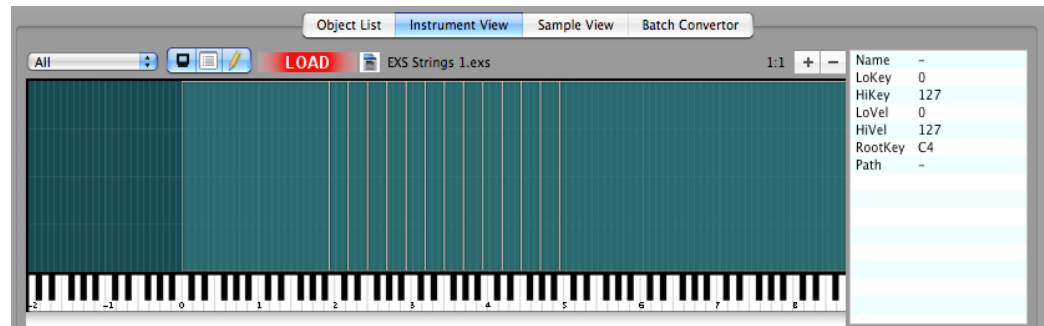 Object List Instrument View Sample View Batch Convertor
All LOAD EXS Strings 1.exs 1:1 + −
Name –
LoKey 0
HiKey 127
LoVel 0
HiVel 127
RootKey C4
Path –
-2 -1 0 1 2 3 4 5 6 7 8